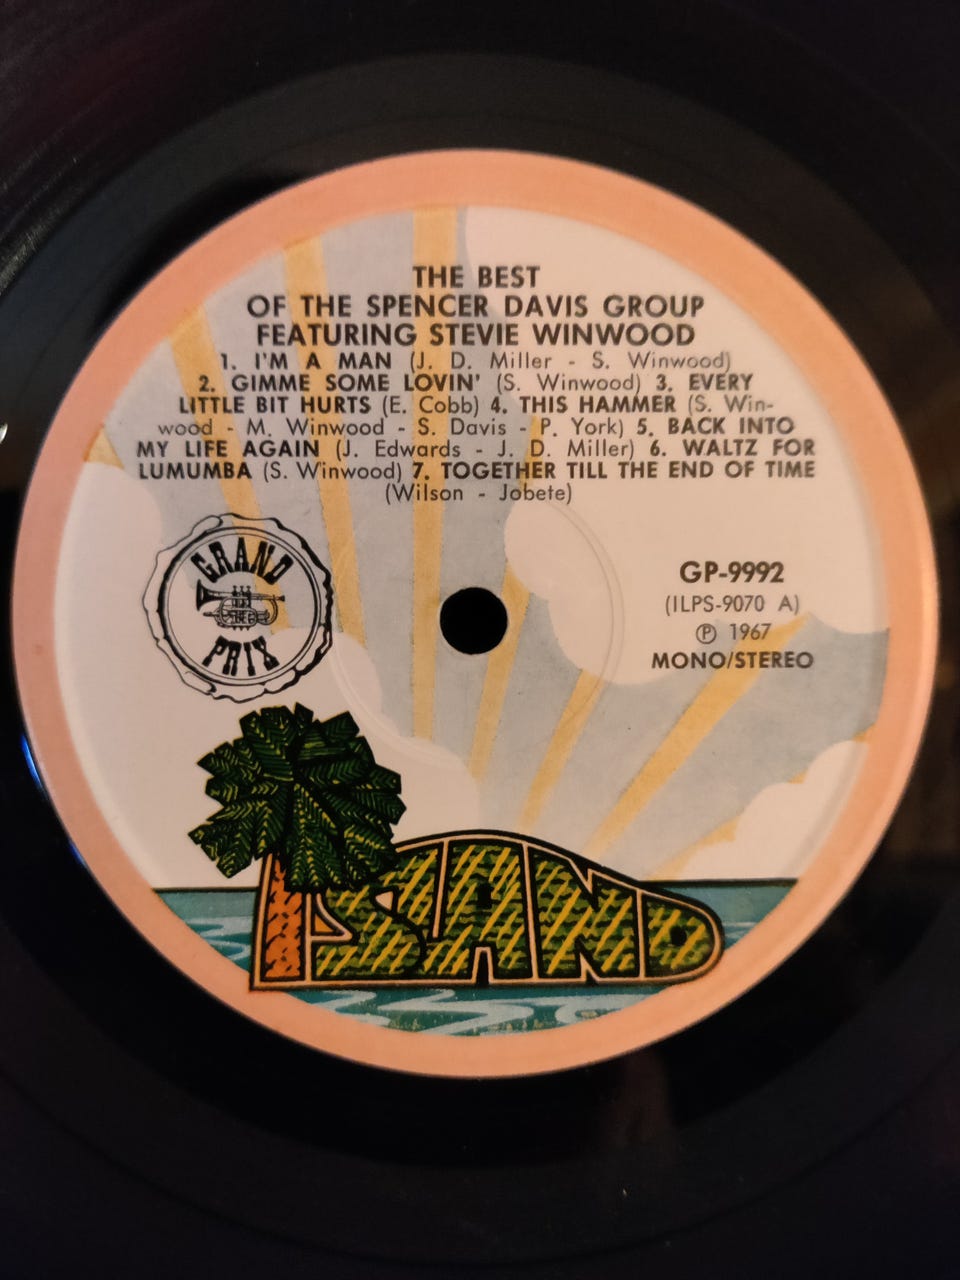 THE BEST
OF THE SPENCER DAVIS GROUP
FEATURING STEVIE WINWOOD
1. I'M A MAN (J. D. Miller - S. Winwood)
2. GIMME SOME LOVIN' (S. Winwood) 3. EVERY
LITTLE BIT HURTS (E. Cobb) 4. THIS HAMMER (S. Win-
wood - M. Winwood - S. Davis - P. York) 5. BACK INTO
MY LIFE AGAIN (J. Edwards - J. D. Miller) 6. WALTZ FOR
LUMUMBA (S. Winwood) 7. TOGETHER TILL THE END OF TIME
(Wilson - Jobete)
GRAND
PRIX
GP-9992
(ILPS-9070 A)
℗ 1967
MONO/STEREO
ISLAND